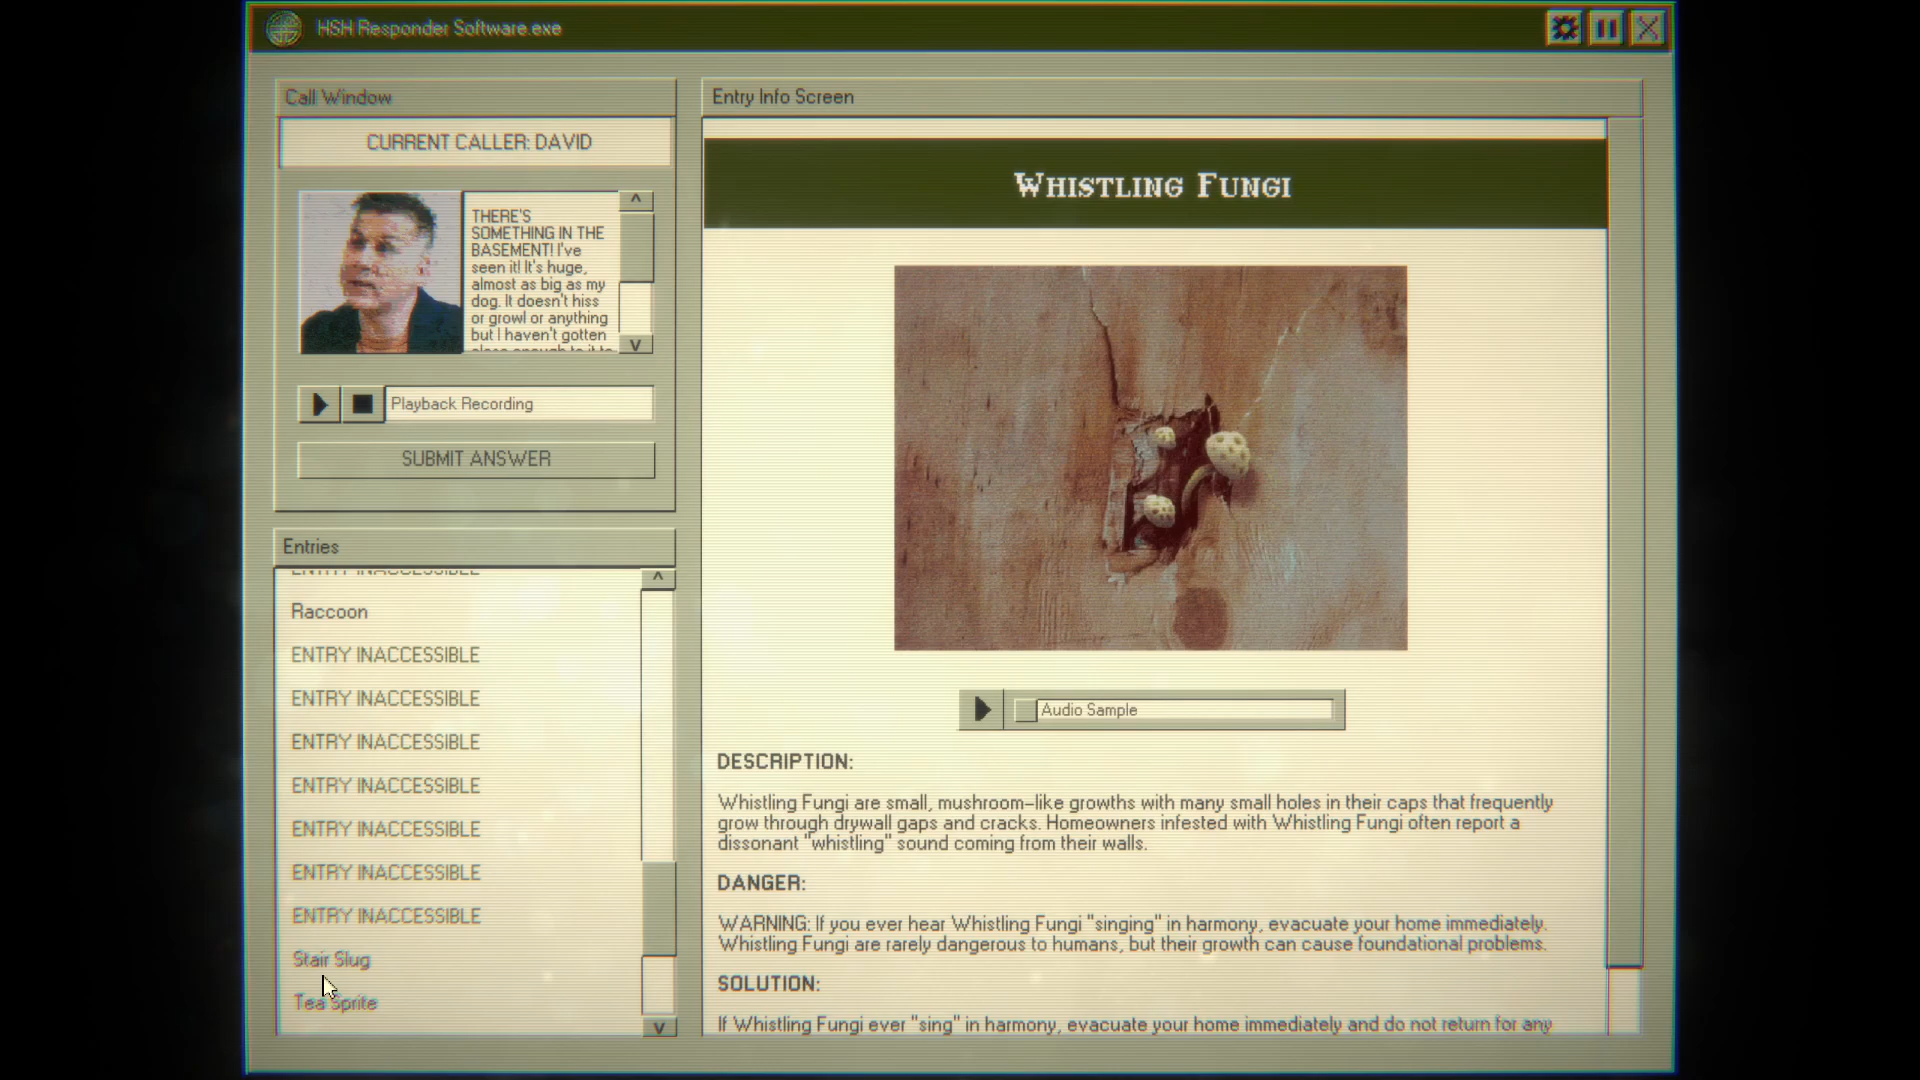 HSH Responder Software.exe
Call Window
CURRENT CALLER: DAVID
THERE'S
SOMETHING IN THE
BASEMENT! I've
seen it! It's huge,
almost as big as my
dog. It doesn't hiss
or growl or anything
but I haven't gotten
close enough to it to
Playback Recording
SUBMIT ANSWER
Entries
ENTRY INACCESSIBLE
Raccoon
ENTRY INACCESSIBLE
ENTRY INACCESSIBLE
ENTRY INACCESSIBLE
ENTRY INACCESSIBLE
ENTRY INACCESSIBLE
ENTRY INACCESSIBLE
ENTRY INACCESSIBLE
Stair Slug
Tea Sprite
Entry Info Screen
Whistling Fungi
Audio Sample
DESCRIPTION:
Whistling Fungi are small, mushroom-like growths with many small holes in their caps that frequently
grow through drywall gaps and cracks. Homeowners infested with Whistling Fungi often report a
dissonant "whistling" sound coming from their walls.
DANGER:
WARNING: If you ever hear Whistling Fungi "singing" in harmony, evacuate your home immediately.
Whistling Fungi are rarely dangerous to humans, but their growth can cause foundational problems.
SOLUTION:
If Whistling Fungi ever "sing" in harmony, evacuate your home immediately and do not return for any